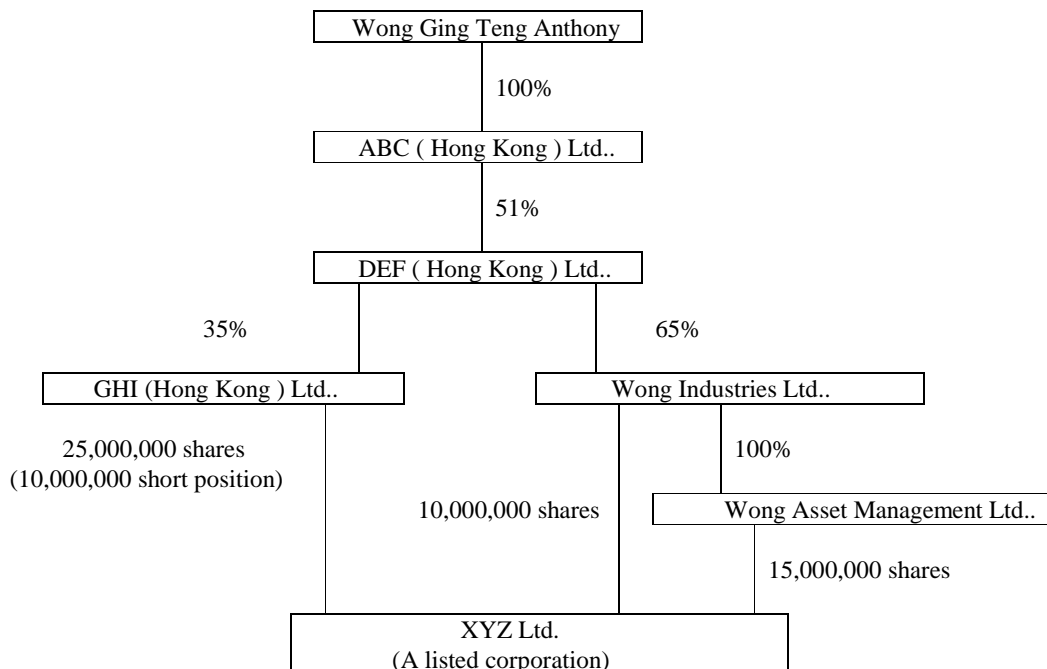 Wong Ging Teng Anthony
100%
ABC ( Hong Kong ) Ltd..
51%
DEF ( Hong Kong ) Ltd..
35%
65%
GHI (Hong Kong ) Ltd..
Wong Industries Ltd..
25,000,000 shares
(10,000,000 short position)
100%
10,000,000 shares
Wong Asset Management Ltd..
15,000,000 shares
XYZ Ltd.
(A listed corporation)